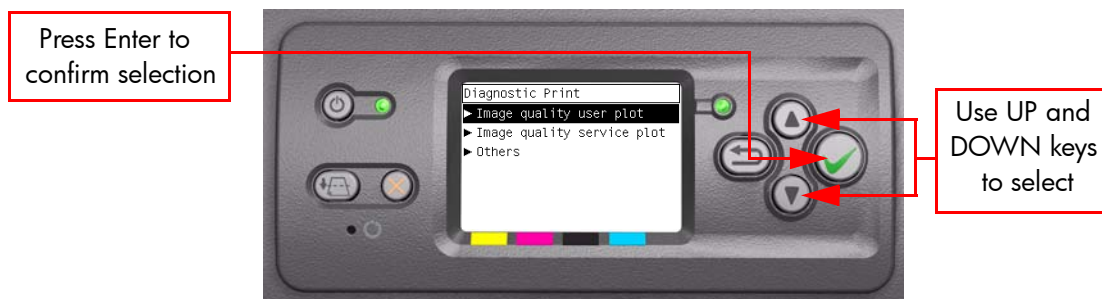 Press Enter to
confirm selection
Diagnostic Print
► Image quality user plot
► Image quality service plot
► Others
Use UP and
DOWN keys
to select